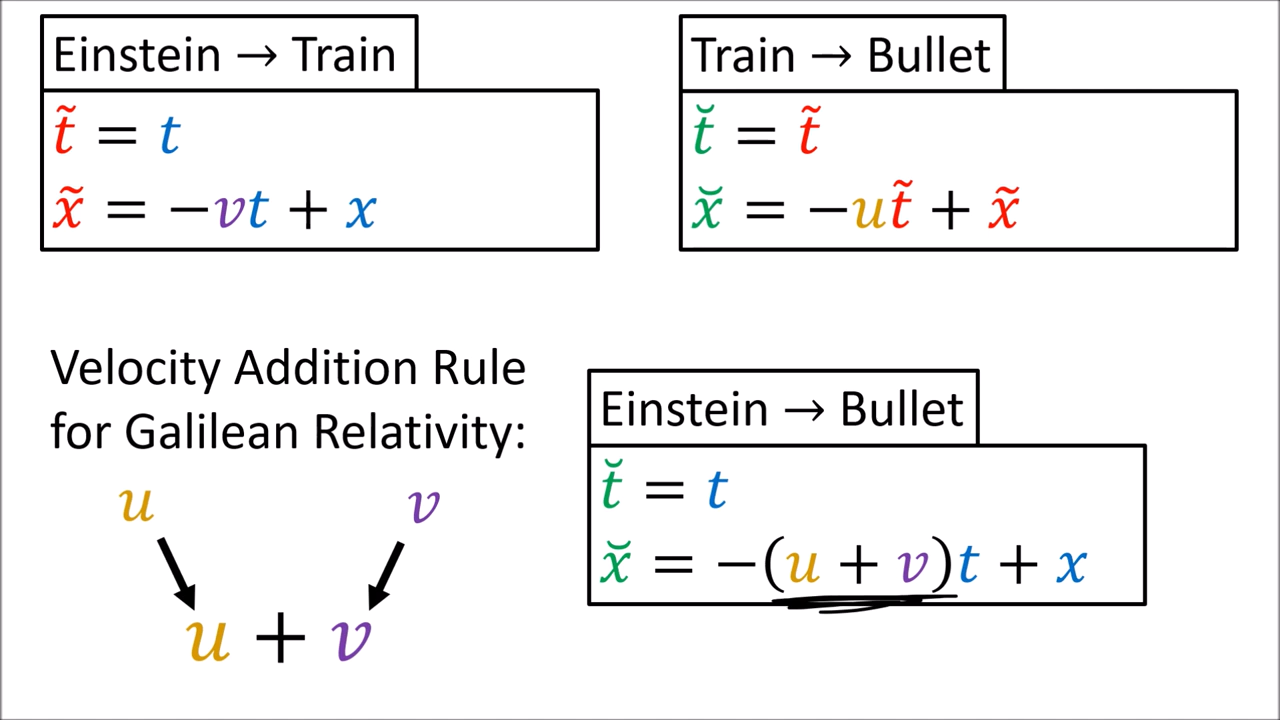 Einstein → Train
t̃ = t
x̃ = −vt + x
Train → Bullet
t̆ = t̃
x̆ = −ut̃ + x̃
Velocity Addition Rule
for Galilean Relativity:
u v
u + v
Einstein → Bullet
t̆ = t
x̆ = −(u + v)t + x